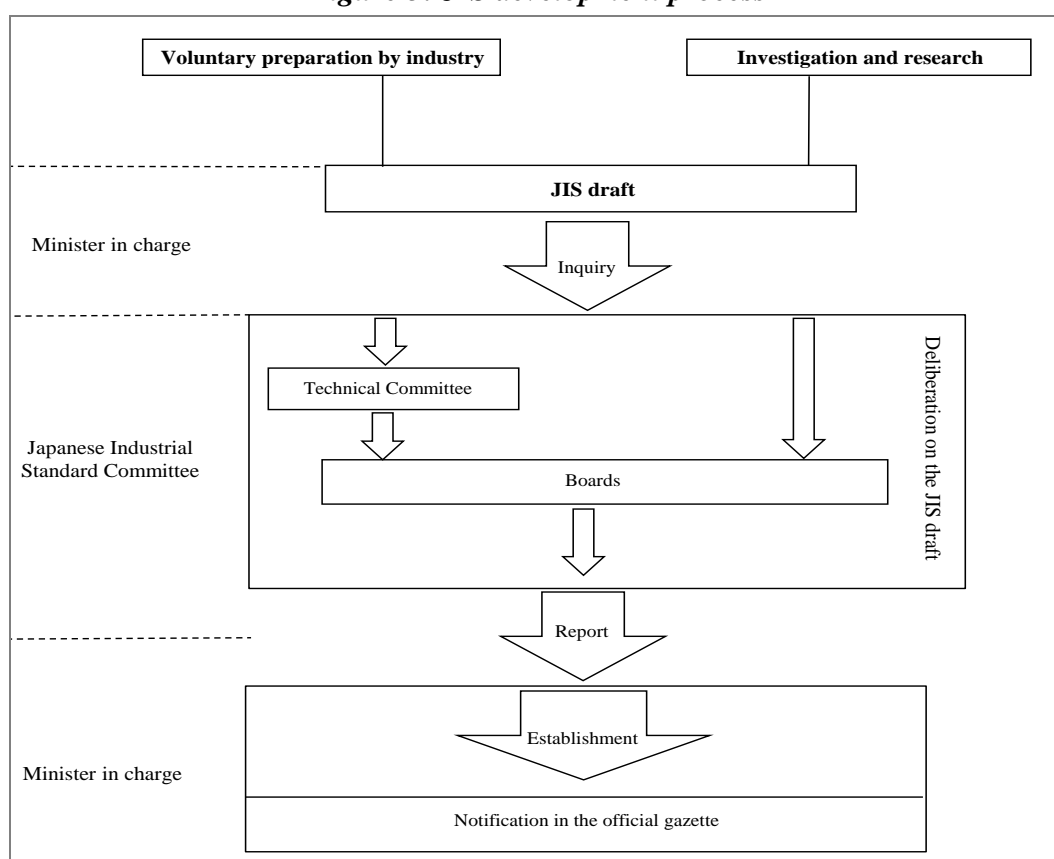 Voluntary preparation by industry
Investigation and research
JIS draft
Minister in charge
Inquiry
Technical Committee
Deliberation on the JIS draft
Japanese Industrial
Standard Committee
Boards
Report
Establishment
Minister in charge
Notification in the official gazette